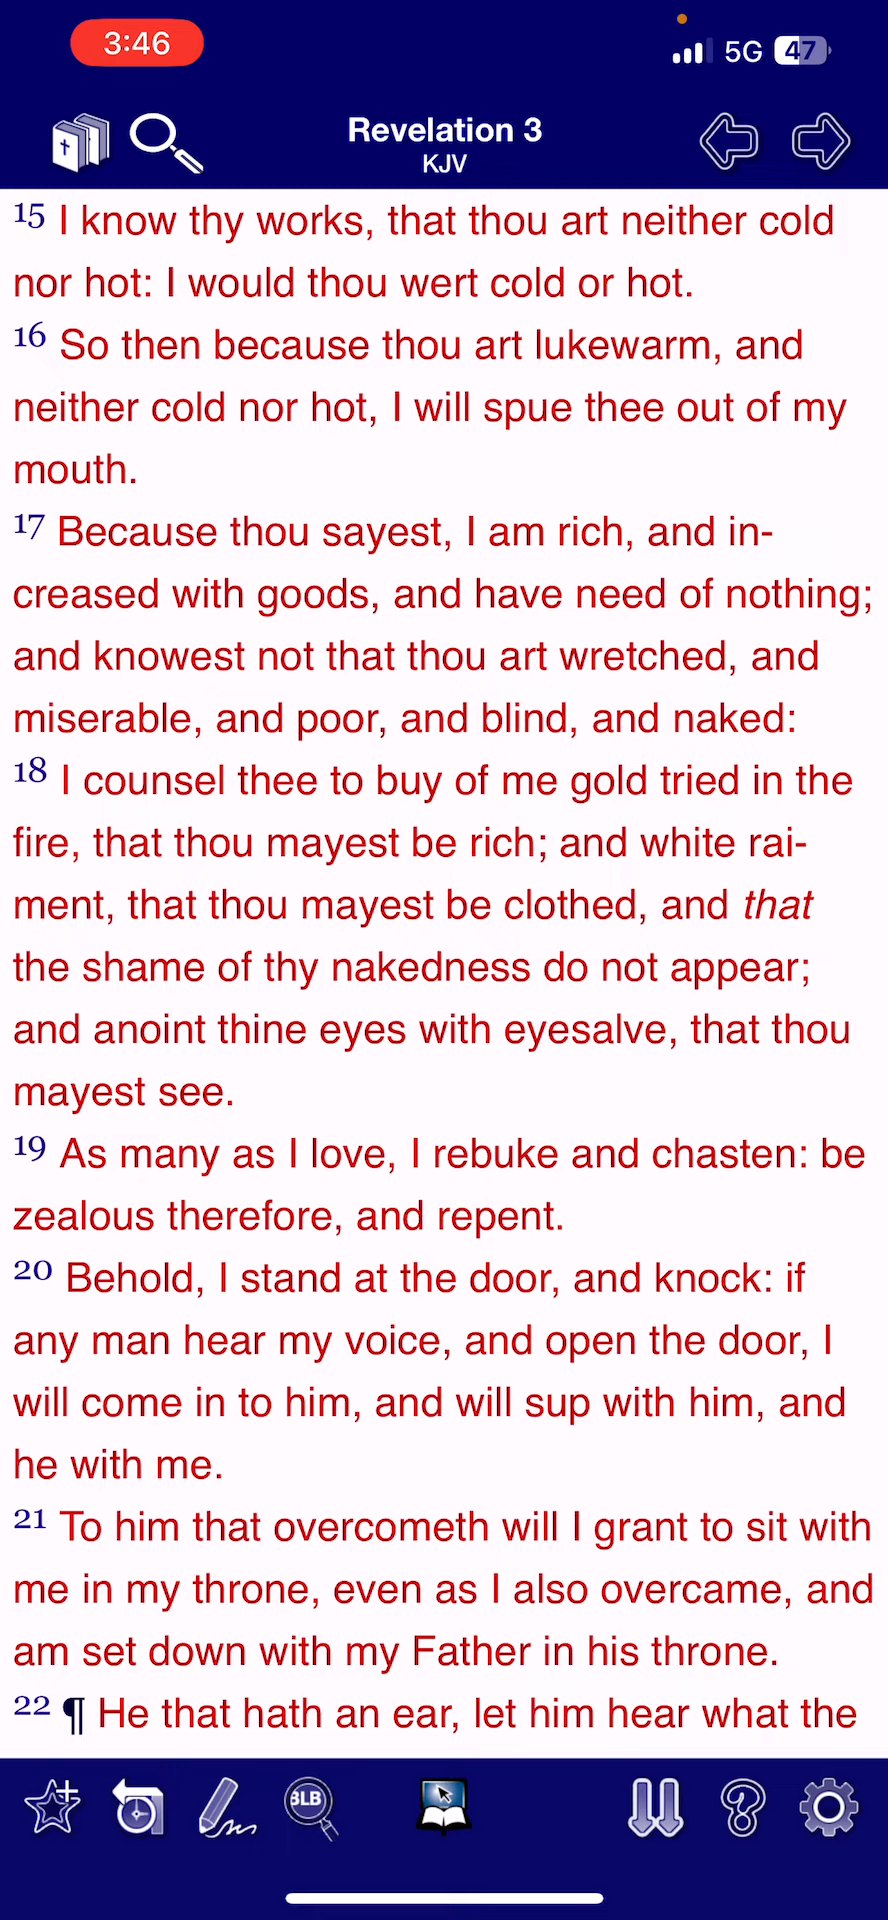 3:46
5G 47
Revelation 3
KJV
15 I know thy works, that thou art neither cold
nor hot: I would thou wert cold or hot.
16 So then because thou art lukewarm, and
neither cold nor hot, I will spue thee out of my
mouth.
17 Because thou sayest, I am rich, and in-
creased with goods, and have need of nothing;
and knowest not that thou art wretched, and
miserable, and poor, and blind, and naked:
18 I counsel thee to buy of me gold tried in the
fire, that thou mayest be rich; and white rai-
ment, that thou mayest be clothed, and that
the shame of thy nakedness do not appear;
and anoint thine eyes with eyesalve, that thou
mayest see.
19 As many as I love, I rebuke and chasten: be
zealous therefore, and repent.
20 Behold, I stand at the door, and knock: if
any man hear my voice, and open the door, I
will come in to him, and will sup with him, and
he with me.
21 To him that overcometh will I grant to sit with
me in my throne, even as I also overcame, and
am set down with my Father in his throne.
22 ¶ He that hath an ear, let him hear what the
BLB